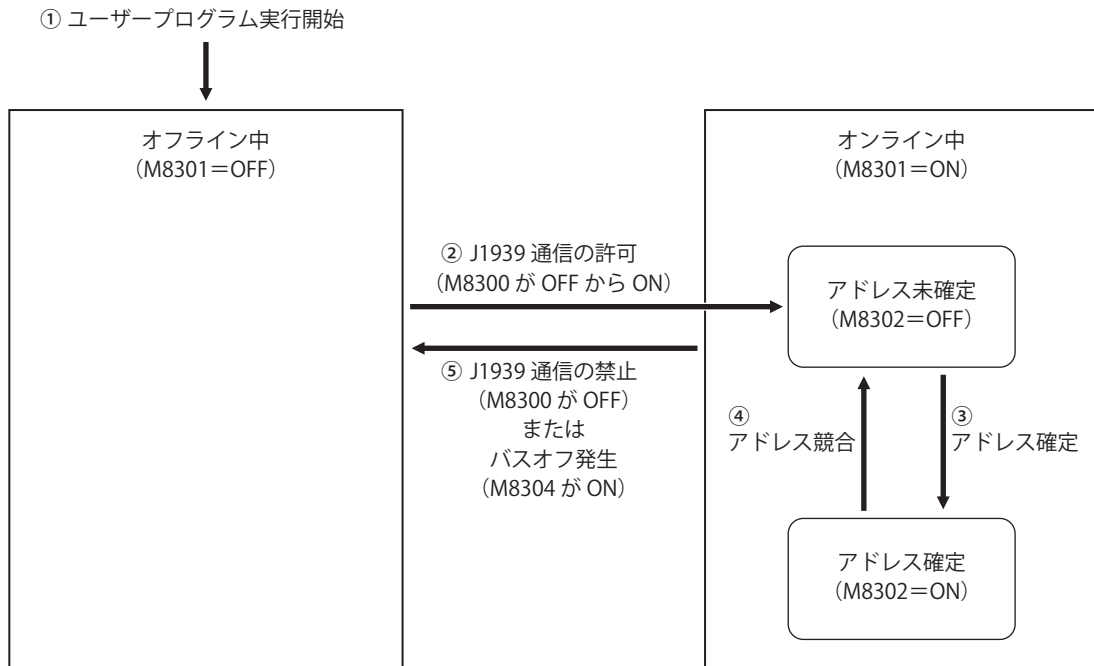 ① ユーザープログラム実行開始
オフライン中
（M8301＝OFF）
オンライン中
（M8301＝ON）
② J1939 通信の許可
（M8300 が OFF から ON）
アドレス未確定
（M8302＝OFF）
⑤ J1939 通信の禁止
（M8300 が OFF）
または
バスオフ発生
（M8304 が ON）
④
アドレス競合
③
アドレス確定
アドレス確定
（M8302＝ON）